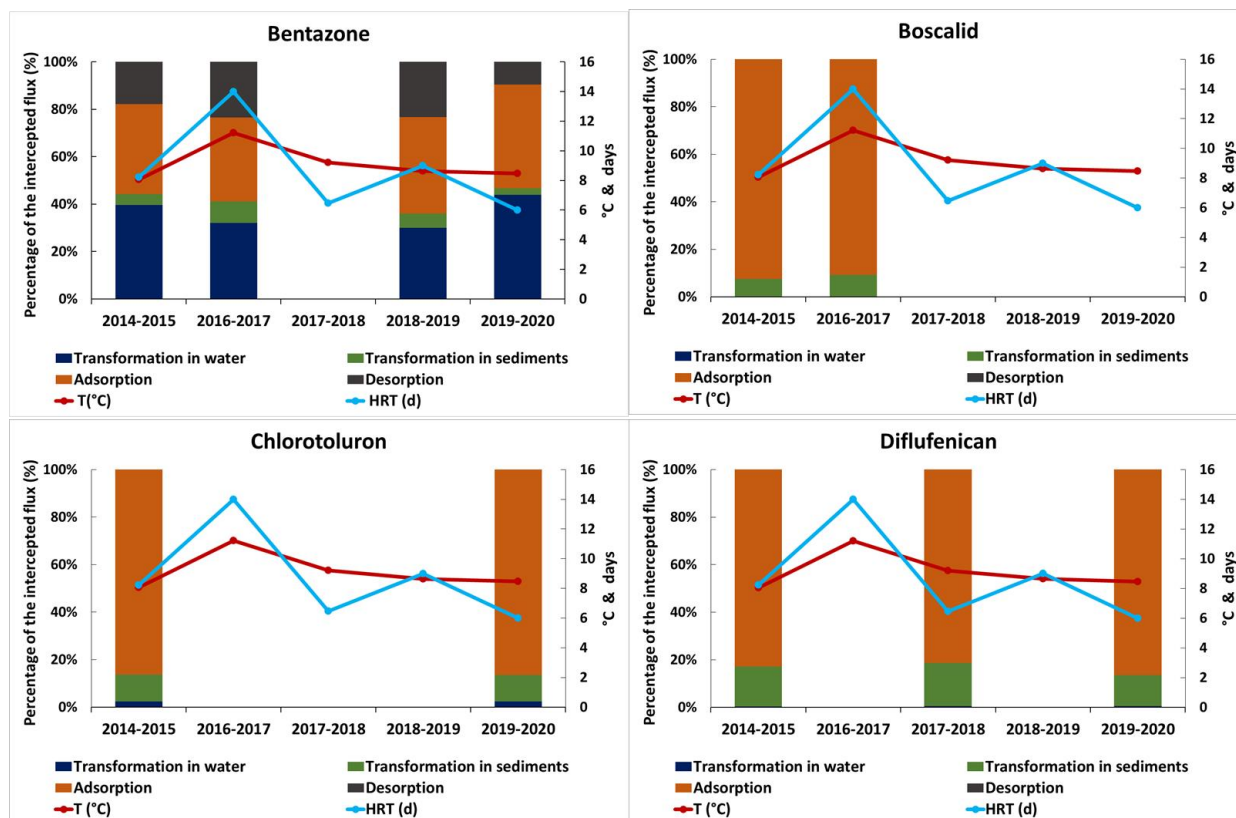 Bentazone
Percentage of the intercepted flux (%)
100%
80%
60%
40%
20%
0%
16
14
12
10
8
6
4
2
0
°C & days
2014-2015 2016-2017 2017-2018 2018-2019 2019-2020
Transformation in water Transformation in sediments
Adsorption Desorption
T(°C) HRT (d)
Boscalid
Percentage of the intercepted flux (%)
100%
80%
60%
40%
20%
0%
16
14
12
10
8
6
4
2
0
°C & days
2014-2015 2016-2017 2017-2018 2018-2019 2019-2020
Transformation in water Transformation in sediments
Adsorption Desorption
T (°C) HRT (d)
Chlorotoluron
Percentage of the intercepted flux (%)
100%
80%
60%
40%
20%
0%
16
14
12
10
8
6
4
2
0
°C & days
2014-2015 2016-2017 2017-2018 2018-2019 2019-2020
Transformation in water Transformation in sediments
Adsorption Desorption
T (°C) HRT (d)
Diflufenican
Percentage of the intercepted flux (%)
100%
80%
60%
40%
20%
0%
16
14
12
10
8
6
4
2
0
°C & days
2014-2015 2016-2017 2017-2018 2018-2019 2019-2020
Transformation in water Transformation in sediments
Adsorption Desorption
T (°C) HRT (d)